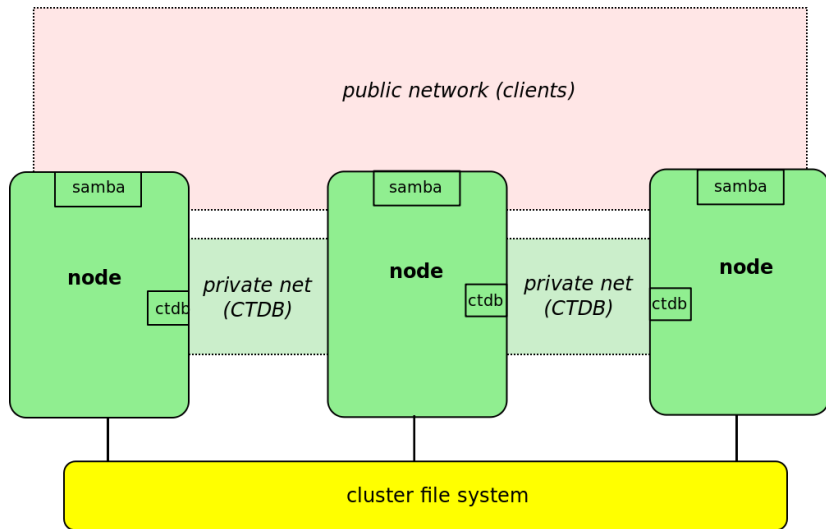 public network (clients)
samba
samba
samba
node
node
node
private net
(CTDB)
private net
(CTDB)
ctdb
ctdb
ctdb
cluster file system